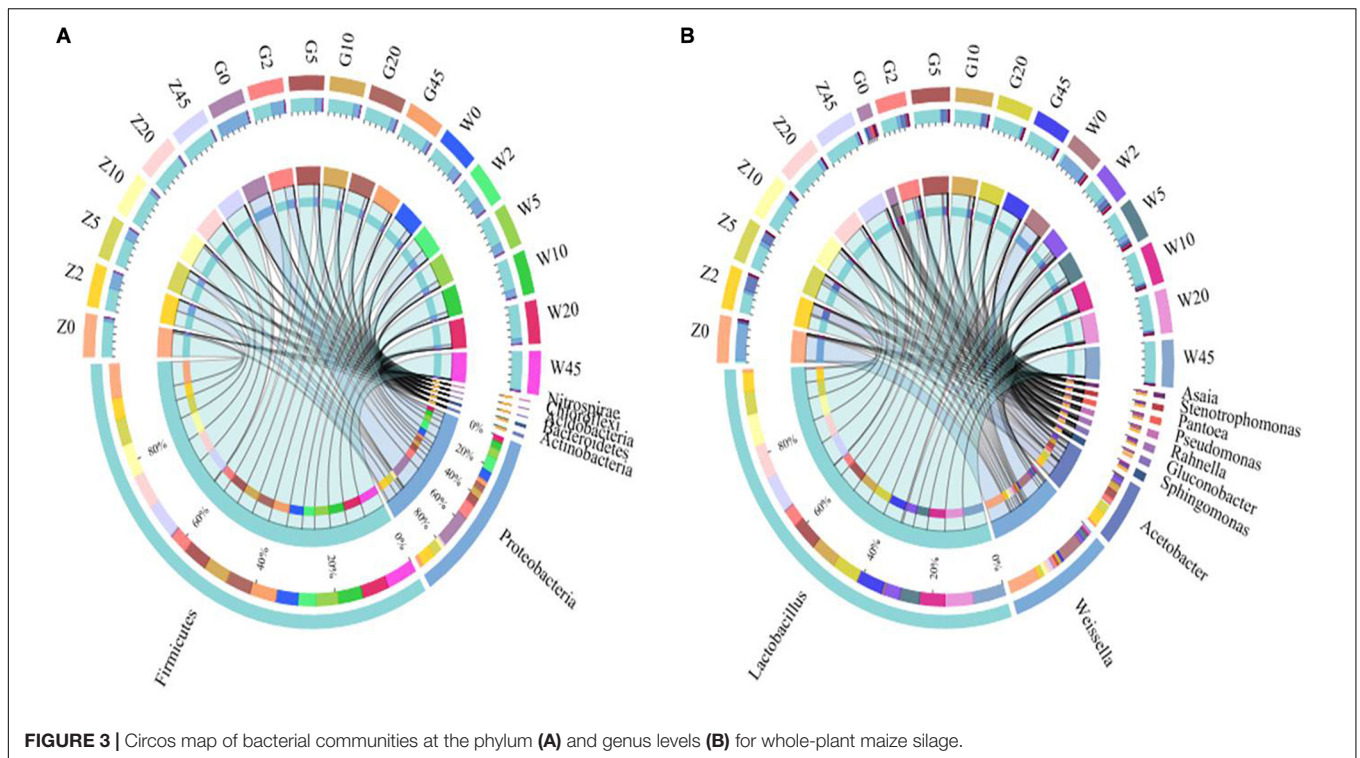 A
Z0
Z2
Z5
Z10
Z20
Z45
G0
G2
G5
G10
G20
G45
W0
W2
W5
W10
W20
W45
Nitrospirae
Chloroflexi
Acidobacteria
Bacteroidetes
Actinobacteria
Proteobacteria
Firmicutes
0%
20%
40%
60%
80%
0%
20%
40%
60%
80%
B
Z0
Z2
Z5
Z10
Z20
Z45
G0
G2
G5
G10
G20
G45
W0
W2
W5
W10
W20
W45
Asaia
Stenotrophomonas
Pantoea
Pseudomonas
Rahnella
Gluconobacter
Sphingomonas
Acetobacter
Weissella
Lactobacillus
0%
20%
40%
60%
80%
FIGURE 3 | Circos map of bacterial communities at the phylum (A) and genus levels (B) for whole-plant maize silage.